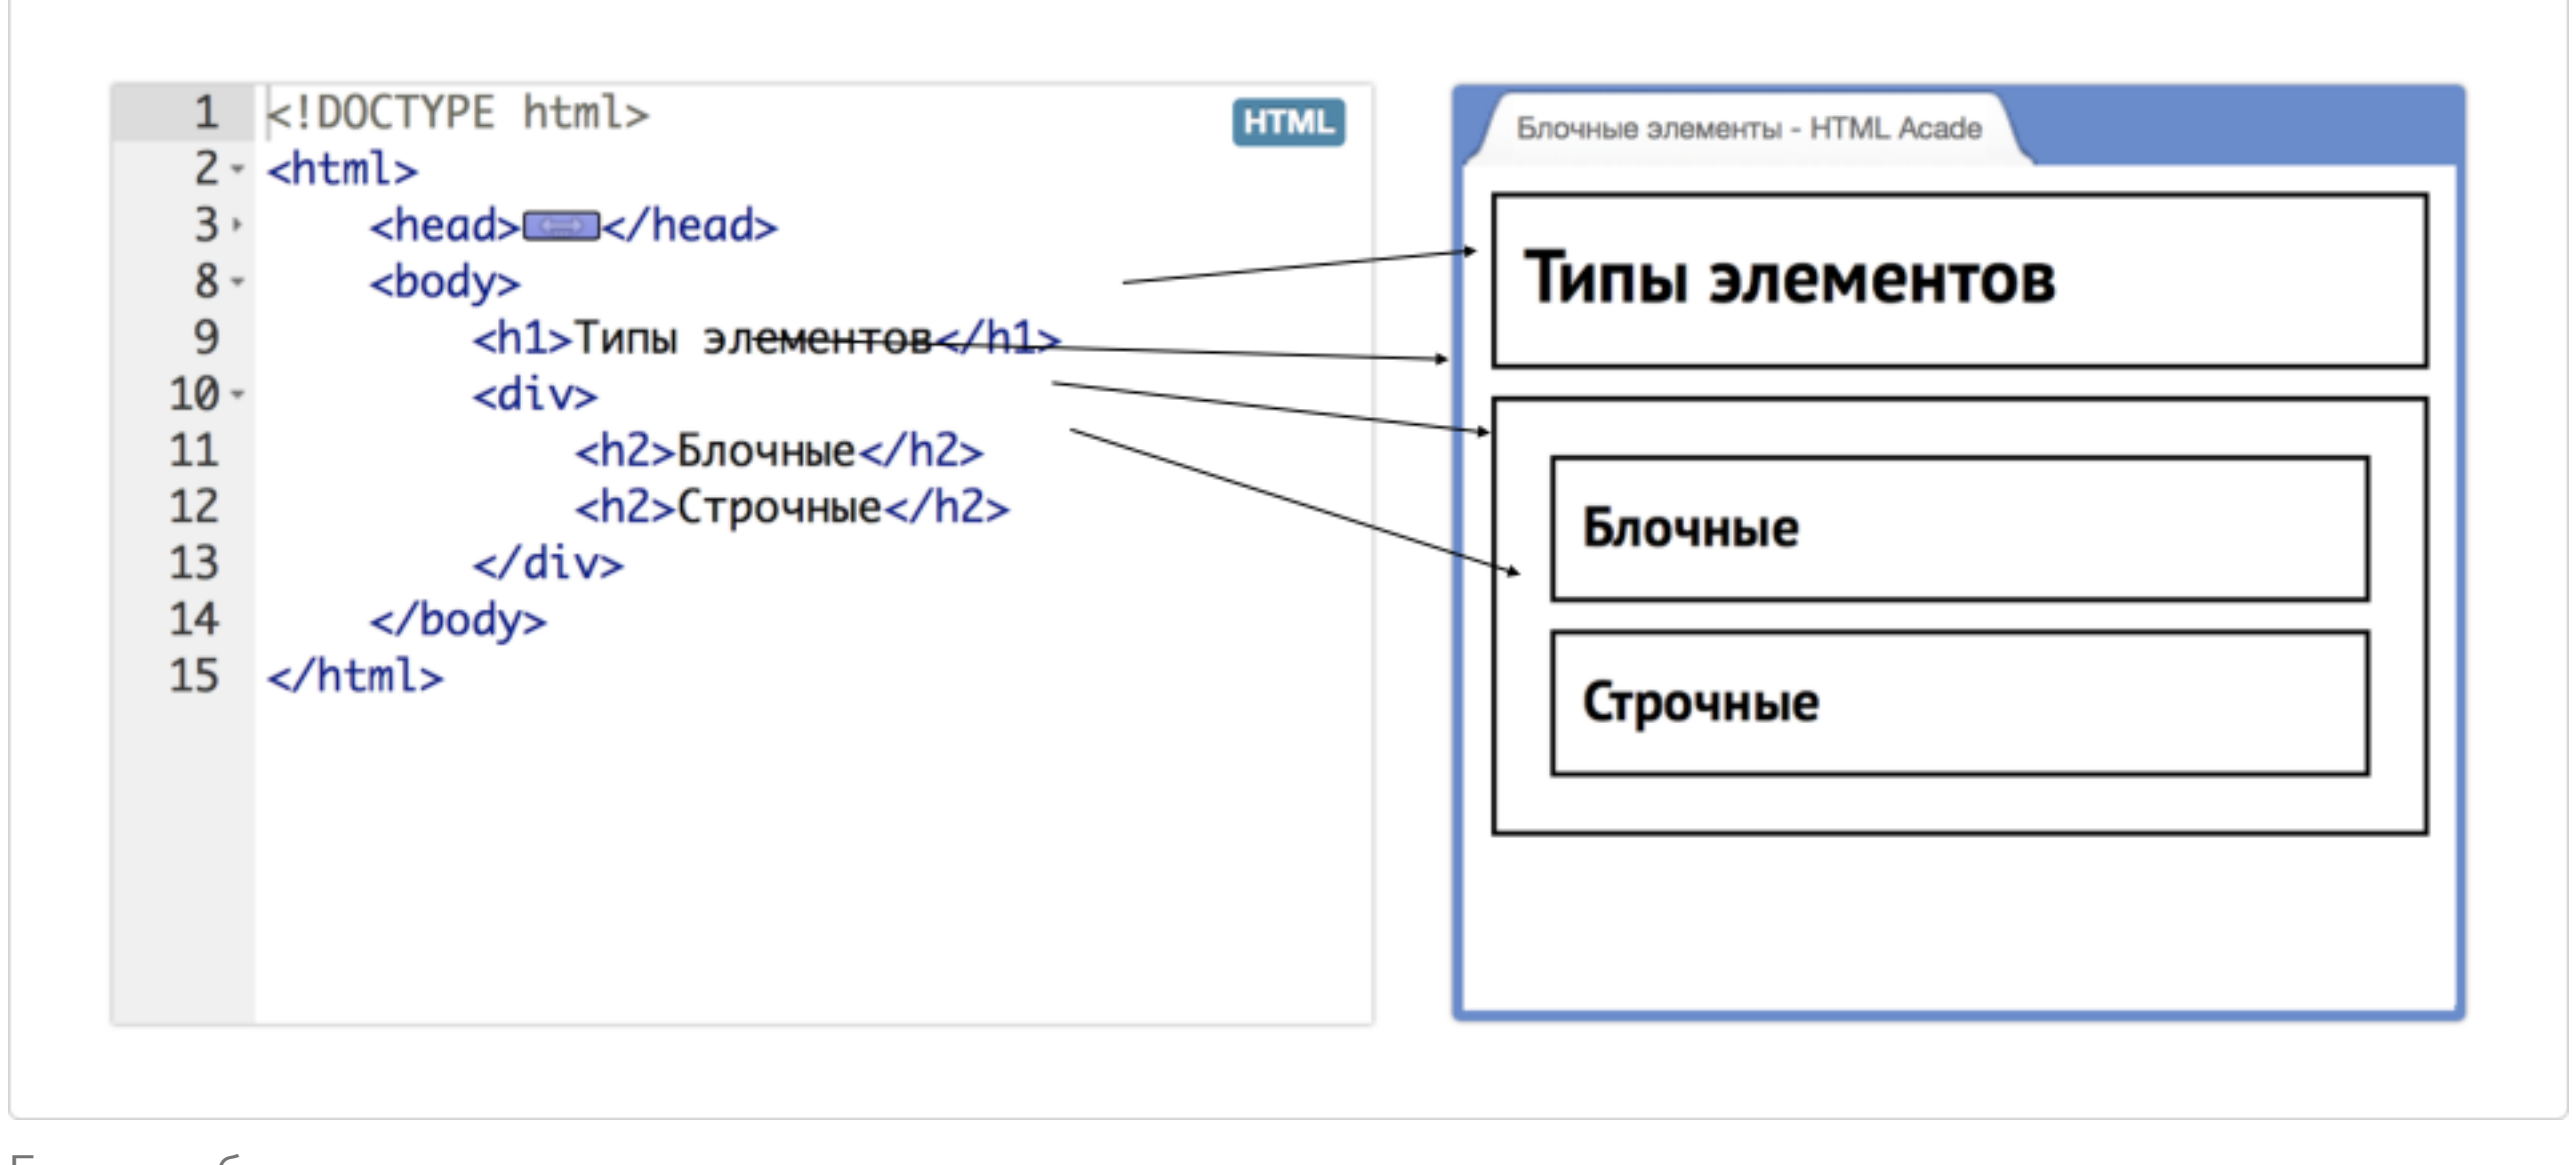 1 <!DOCTYPE html>
HTML
2 <html>
3 <head></head>
8 <body>
9 <h1>Типы элементов</h1>
10 <div>
11 <h2>Блочные</h2>
12 <h2>Строчные</h2>
13 </div>
14 </body>
15 </html>
Блочные элементы - HTML Acade
Типы элементов
Блочные
Строчные